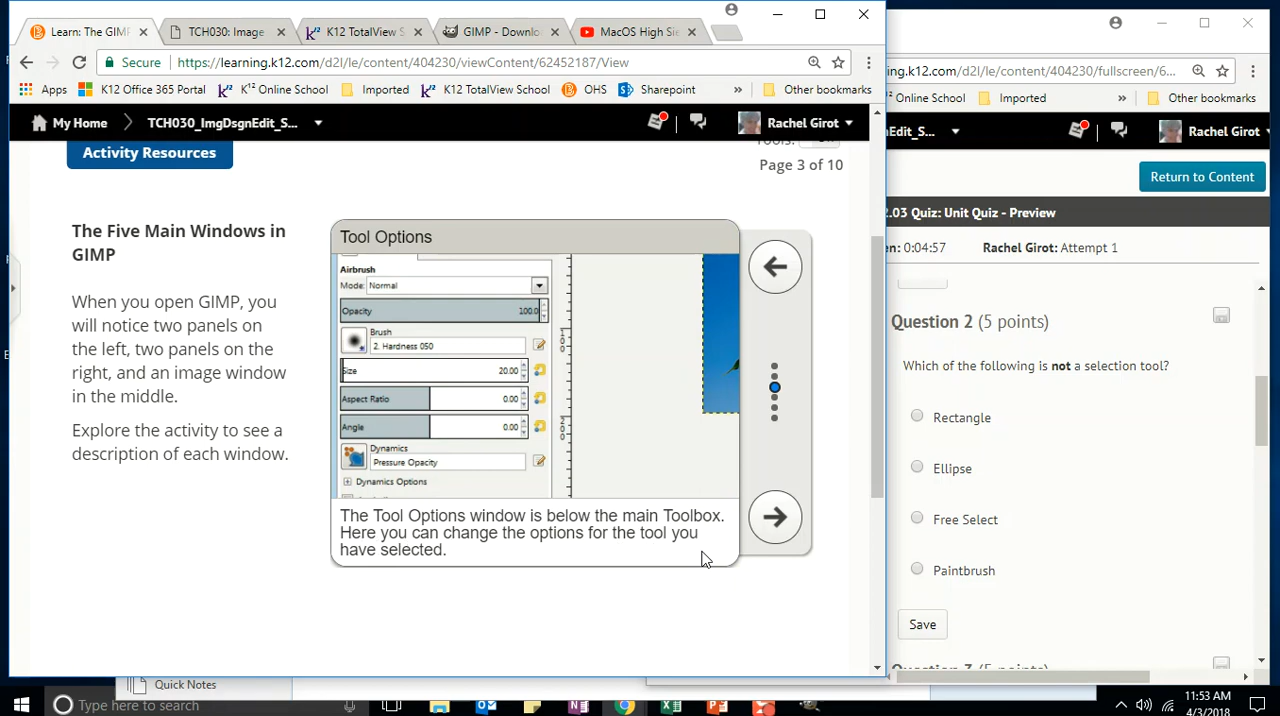 Learn: The GIM
TCH030: Image
K12 TotalView S
GIMP - Downlo
MacOS High Sie
Secure
https://learning.k12.com/d2l/le/content/404230/viewContent/62452187/View
Apps
K12 Office 365 Portal
K¹² Online School
Imported
K12 TotalView School
OHS
Sharepoint
»
Other bookmarks
My Home
TCH030_ImgDsgnEdit_S...
Rachel Girot
Activity Resources
Page 3 of 10
The Five Main Windows in
GIMP
When you open GIMP, you
will notice two panels on
the left, two panels on the
right, and an image window
in the middle.
Explore the activity to see a
description of each window.
Tool Options
Airbrush
Mode: Normal
Opacity 100.0
Brush
2. Hardness 050
Size 20.00
Aspect Ratio 0.00
Angle 0.00
Dynamics
Pressure Opacity
Dynamics Options
100
200
The Tool Options window is below the main Toolbox.
Here you can change the options for the tool you
have selected.
ng.k12.com/d2l/le/content/404230/fullscreen/6...
Online School
Imported
»
Other bookmarks
nEdit_S...
Rachel Girot
Return to Content
.03 Quiz: Unit Quiz - Preview
en: 0:04:57
Rachel Girot: Attempt 1
Question 2 (5 points)
Which of the following is not a selection tool?
Rectangle
Ellipse
Free Select
Paintbrush
Save
Quick Notes
Type here to search
11:53 AM
4/3/2018